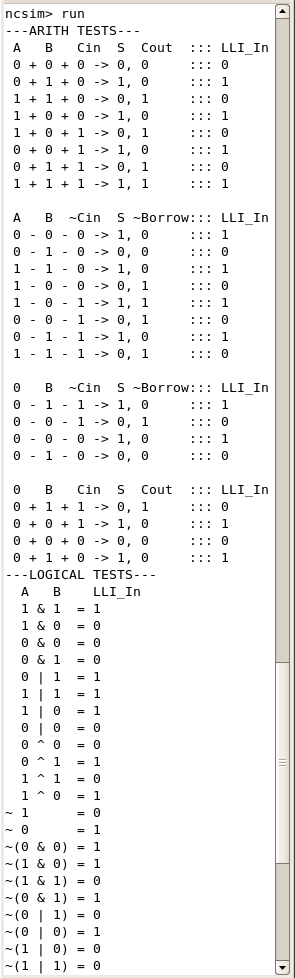 ncsim> run
---ARITH TESTS---
A   B   Cin  S  Cout  ::: LLI_In
0 + 0 + 0 -> 0, 0     ::: 0
0 + 1 + 0 -> 1, 0     ::: 1
1 + 1 + 0 -> 0, 1     ::: 0
1 + 0 + 0 -> 1, 0     ::: 1
1 + 0 + 1 -> 0, 1     ::: 0
0 + 0 + 1 -> 1, 0     ::: 1
0 + 1 + 1 -> 0, 1     ::: 0
1 + 1 + 1 -> 1, 1     ::: 1
A   B  ~Cin  S ~Borrow::: LLI_In
0 - 0 - 0 -> 1, 0     ::: 1
0 - 1 - 0 -> 0, 0     ::: 0
1 - 1 - 0 -> 1, 0     ::: 1
1 - 0 - 0 -> 0, 1     ::: 0
1 - 0 - 1 -> 1, 1     ::: 1
0 - 0 - 1 -> 0, 1     ::: 0
0 - 1 - 1 -> 1, 0     ::: 1
1 - 1 - 1 -> 0, 1     ::: 0
0   B  ~Cin  S ~Borrow::: LLI_In
0 - 1 - 1 -> 1, 0     ::: 1
0 - 0 - 1 -> 0, 1     ::: 0
0 - 0 - 0 -> 1, 0     ::: 1
0 - 1 - 0 -> 0, 0     ::: 0
0   B   Cin  S  Cout  ::: LLI_In
0 + 1 + 1 -> 0, 1     ::: 0
0 + 0 + 1 -> 1, 0     ::: 1
0 + 0 + 0 -> 0, 0     ::: 0
0 + 1 + 0 -> 1, 0     ::: 1
---LOGICAL TESTS---
A   B    LLI_In
1 & 1  = 1
1 & 0  = 0
0 & 0  = 0
0 & 1  = 0
0 | 1  = 1
1 | 1  = 1
1 | 0  = 1
0 | 0  = 0
0 ^ 0  = 0
0 ^ 1  = 1
1 ^ 1  = 0
1 ^ 0  = 1
~ 1      = 0
~ 0      = 1
~(0 & 0) = 1
~(1 & 0) = 1
~(1 & 1) = 0
~(0 & 1) = 1
~(0 | 1) = 0
~(0 | 0) = 1
~(1 | 0) = 0
~(1 | 1) = 0